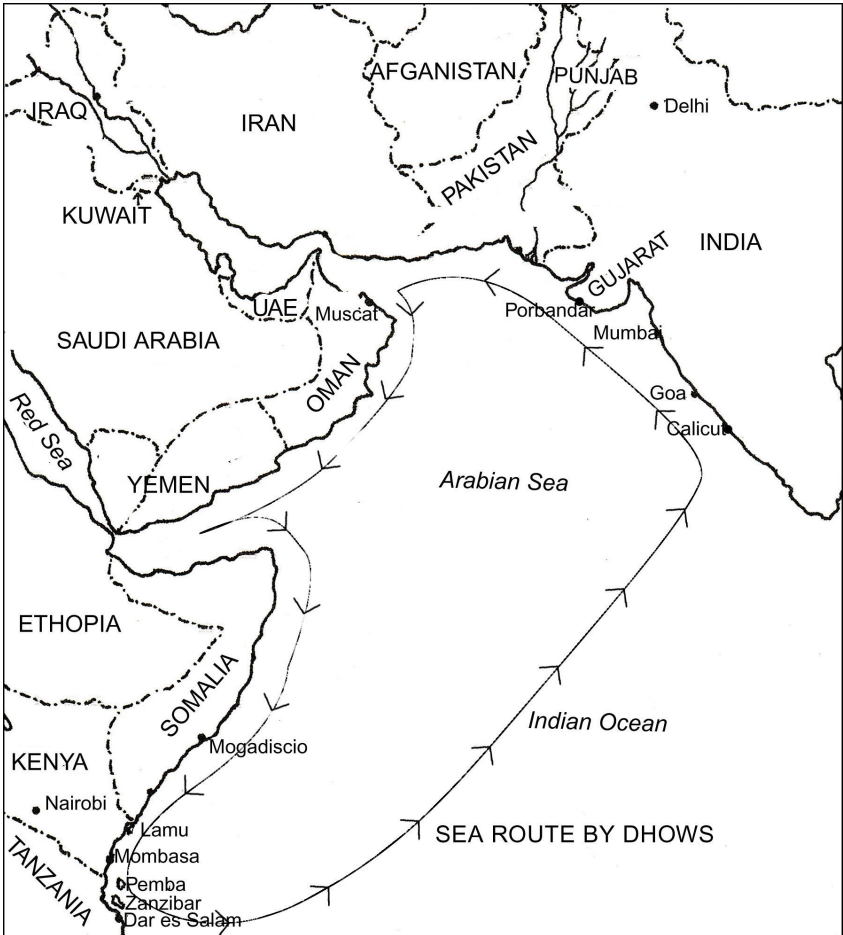 AFGANISTAN
PUNJAB
IRAQ
Delhi
IRAN
PAKISTAN
KUWAIT
INDIA
GUJARAT
UAE
Muscat
Porbandar
Mumbai
SAUDI ARABIA
OMAN
Goa
Red Sea
Calicut
YEMEN
Arabian Sea
ETHOPIA
SOMALIA
Indian Ocean
Mogadiscio
KENYA
Nairobi
Lamu
SEA ROUTE BY DHOWS
Mombasa
TANZANIA
Pemba
Zanzibar
Dar es Salam